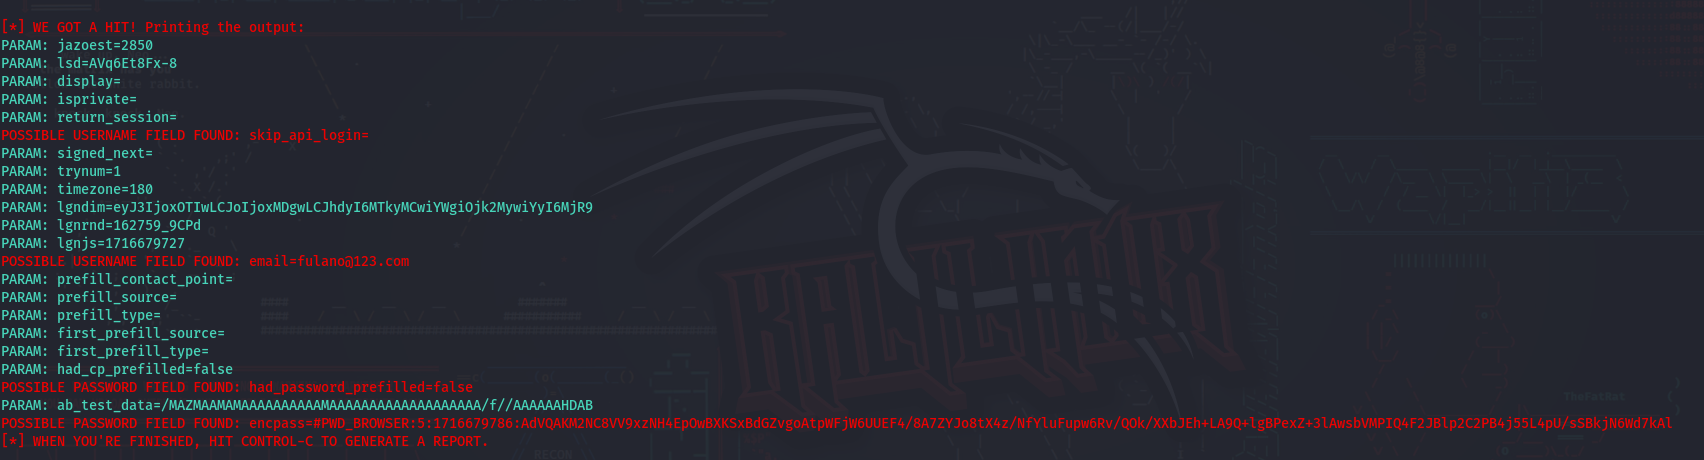 [*] WE GOT A HIT! Printing the output:
PARAM: jazoest=2850
PARAM: lsd=AVq6Et8Fx-8
PARAM: display=
PARAM: isprivate=
PARAM: return_session=
POSSIBLE USERNAME FIELD FOUND: skip_api_login=
PARAM: signed_next=
PARAM: trynum=1
PARAM: timezone=180
PARAM: lgndim=eyJ3IjoxOTIwLCJoIjoxMDgwLCJhdyI6MTkyMCwiYWgiOjk2MywiYyI6MjR9
PARAM: lgnrnd=162759_9CPd
PARAM: lgnjs=1716679727
POSSIBLE USERNAME FIELD FOUND: email=fulano@123.com
PARAM: prefill_contact_point=
PARAM: prefill_source=
PARAM: prefill_type=
PARAM: first_prefill_source=
PARAM: first_prefill_type=
PARAM: had_cp_prefilled=false
POSSIBLE PASSWORD FIELD FOUND: had_password_prefilled=false
PARAM: ab_test_data=/MAZMAAMAMAAAAAAAAAAMAAAAAAAAAAAAAAAAAAA/f//AAAAAAHDAB
POSSIBLE PASSWORD FIELD FOUND: encpass=#PWD_BROWSER:5:1716679786:AdVQAKM2NC8VV9xzNH4EpOwBXKSxBdGZvgoAtpWFjW6UUEF4/8A7ZYJo8tX4z/NfYluFupw6Rv/QOk/XXbJEh+LA9Q+lgBPexZ+3lAwsbVMPIQ4F2JBlp2C2PB4j55L4pU/sSBkjN6Wd7kAl
[*] WHEN YOU'RE FINISHED, HIT CONTROL-C TO GENERATE A REPORT.
KALILINUX
TheFatBot